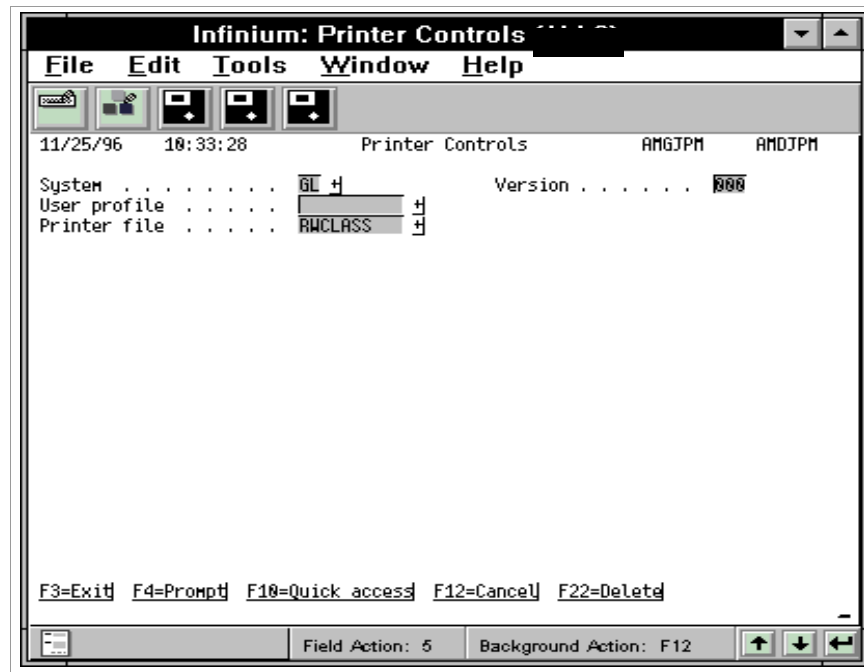 Infinium: Printer Controls
File Edit Tools Window Help
11/25/96 10:33:28 Printer Controls AMGJPM AMDJPM
System . . . . . . . . GL + Version . . . . . . 000
User profile . . . . . +
Printer file . . . . . RWCLASS +
F3=Exit F4=Prompt F10=Quick access F12=Cancel F22=Delete
Field Action: 5 Background Action: F12